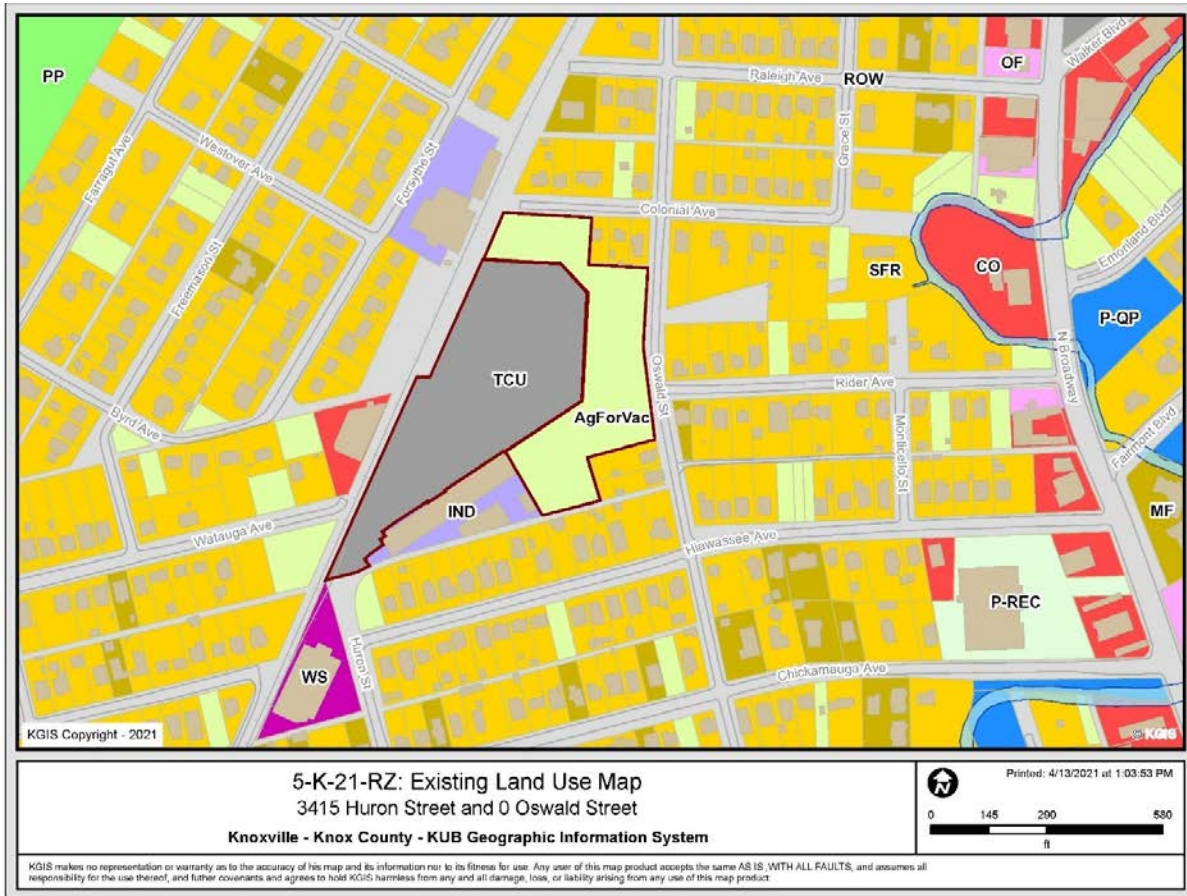 PP
Farragut Ave
Westover Ave
Forsythe St
Freemason St
Byrd Ave
Raleigh Ave
ROW
Grace St
OF
Walker Blvd
Colonial Ave
SFR
CO
Emoriland Blvd
P-QP
N Broadway
TCU
Oswald St
Rider Ave
AgForVac
Monticello St
Fairmont Blvd
IND
Watauga Ave
Hiawassee Ave
MF
P-REC
WS
Huron St
Chickamauga Ave
KGIS Copyright - 2021
© KGIS
5-K-21-RZ: Existing Land Use Map
3415 Huron Street and 0 Oswald Street
Knoxville - Knox County - KUB Geographic Information System
N
Printed: 4/13/2021 at 1:03:53 PM
0 145 290 580
ft
KGIS makes no representation or warranty as to the accuracy of his map and its information nor to its fitness for use. Any user of this map product accepts the same AS IS ,WITH ALL FAULTS, and assumes all
responsibility for the use thereof, and futher covenants and agrees to hold KGIS harmless from any and all damage, loss, or liability arising from any use of this map product.